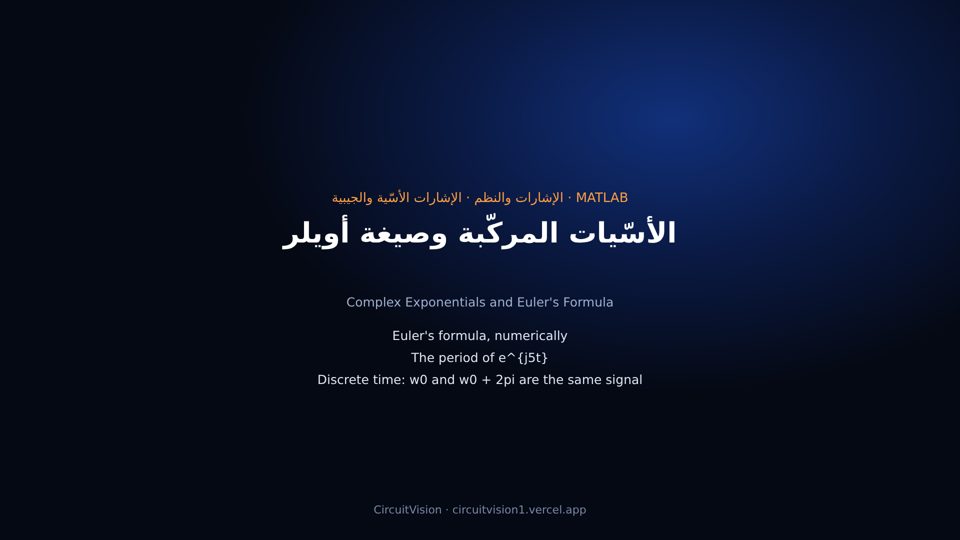 MATLAB · الإشارات والنظم · الإشارات الأسّية والجيبية
الأسّيات المركّبة وصيغة أويلر
Complex Exponentials and Euler's Formula
Euler's formula, numerically
The period of e^{j5t}
Discrete time: w0 and w0 + 2pi are the same signal
CircuitVision · circuitvision1.vercel.app